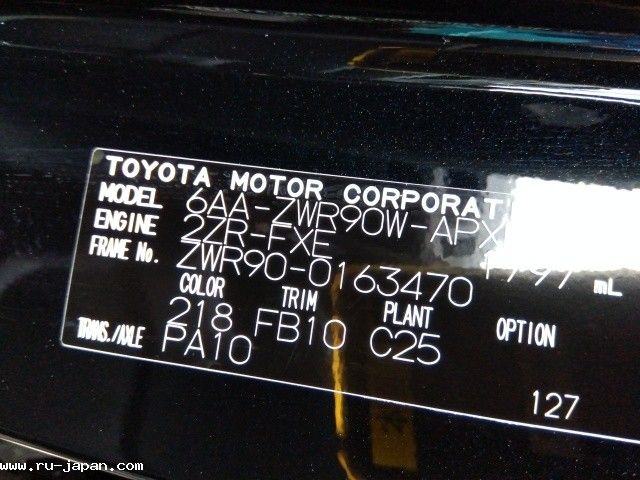 TOYOTA MOTOR CORPORAT
MODEL 6AA-ZWR90W-APX
ENGINE 2ZR-FXE 1797 mL
FRAME No. ZWR90-0163470
COLOR TRIM PLANT OPTION
218 FB10 C25
TRANS./AXLE PA10
127
www.ru-japan.com